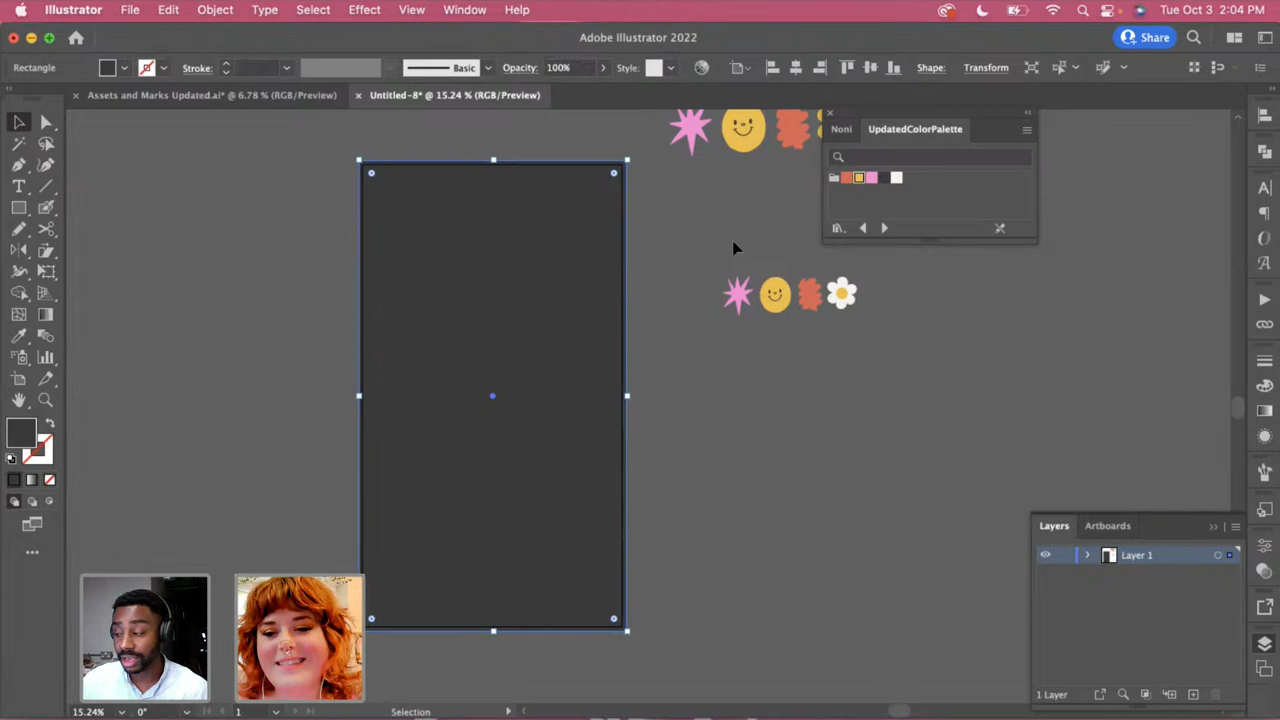 Illustrator File Edit Object Type Select Effect View Window Help Tue Oct 3 2:04 PM
Adobe Illustrator 2022 Share
Rectangle Stroke: Basic Opacity: 100% Style: Shape: Transform
× Assets and Marks Updated.ai* @ 6.78 % (RGB/Preview) × Untitled-8* @ 15.24 % (RGB/Preview)
Noni UpdatedColorPalette
Layers Artboards
Layer 1
1 Layer
15.24% 0° 1 Selection